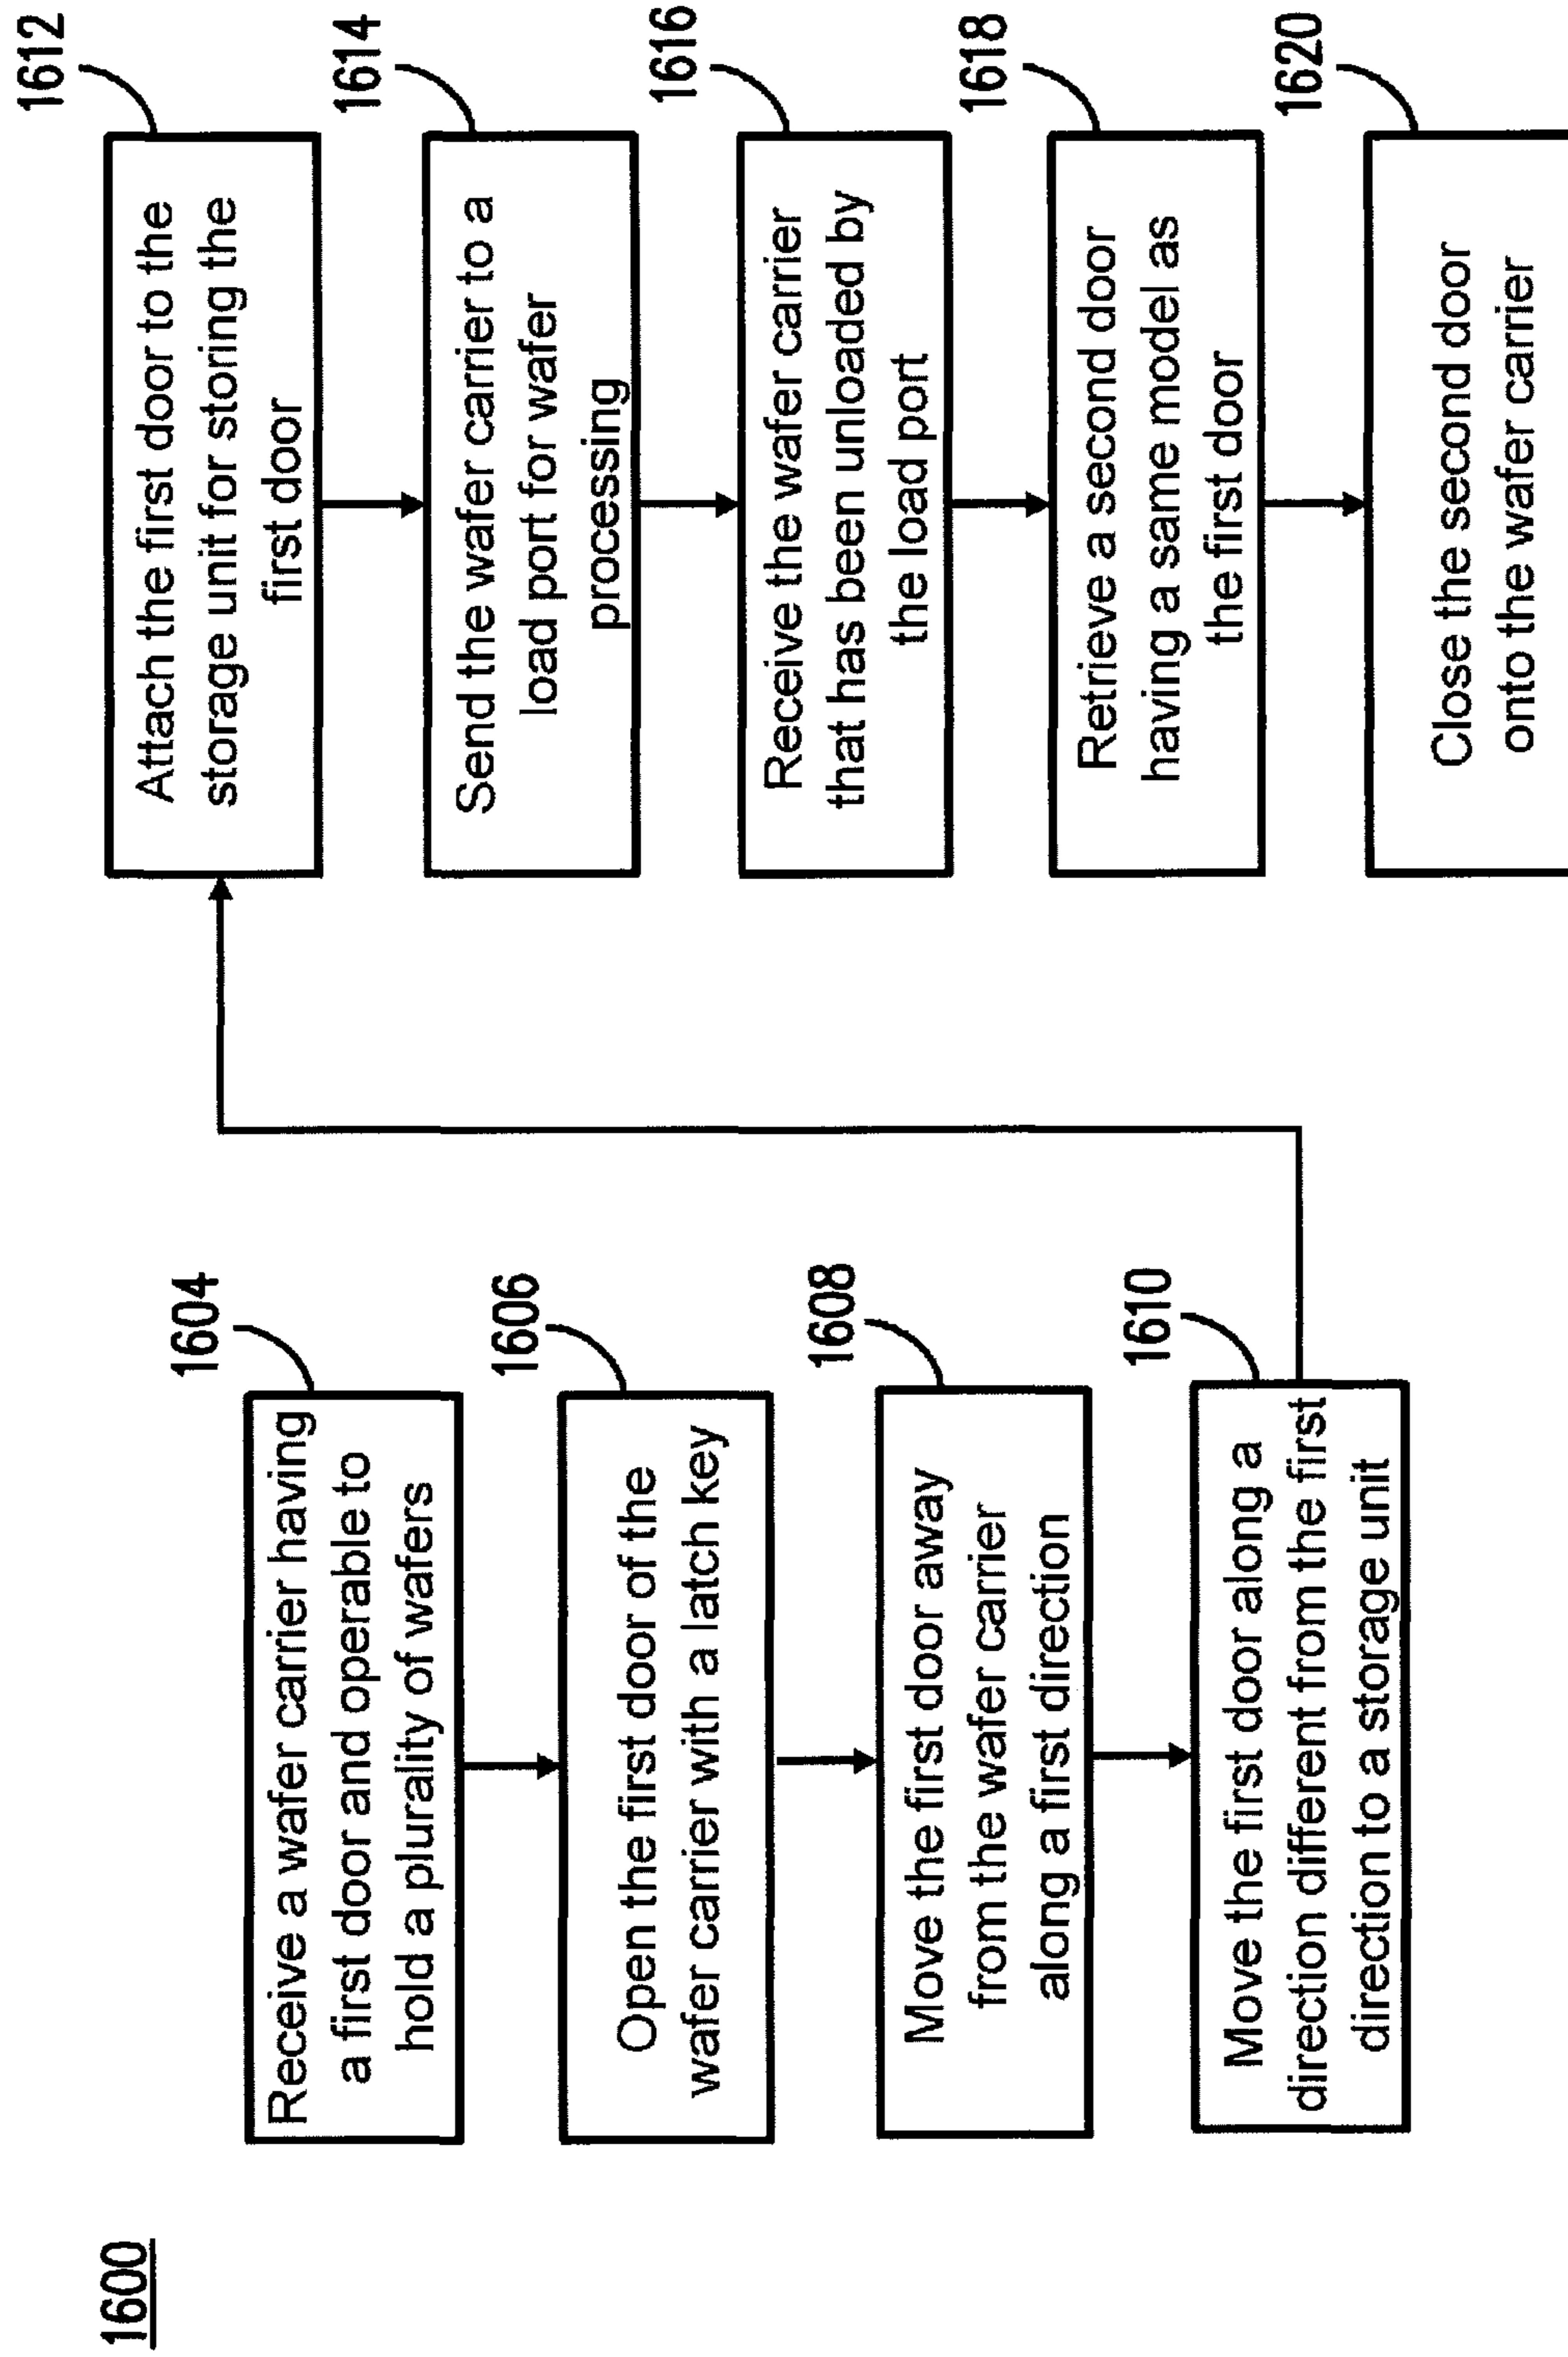 1600
1604
Receive a wafer carrier having
a first door and operable to
hold a plurality of wafers
1606
Open the first door of the
wafer carrier with a latch key
1608
Move the first door away
from the wafer carrier
along a first direction
1610
Move the first door along a
direction different from the first
direction to a storage unit
1612
Attach the first door to the
storage unit for storing the
first door
1614
Send the wafer carrier to a
load port for wafer
processing
1616
Receive the wafer carrier
that has been unloaded by
the load port
1618
Retrieve a second door
having a same model as
the first door
1620
Close the second door
onto the wafer carrier